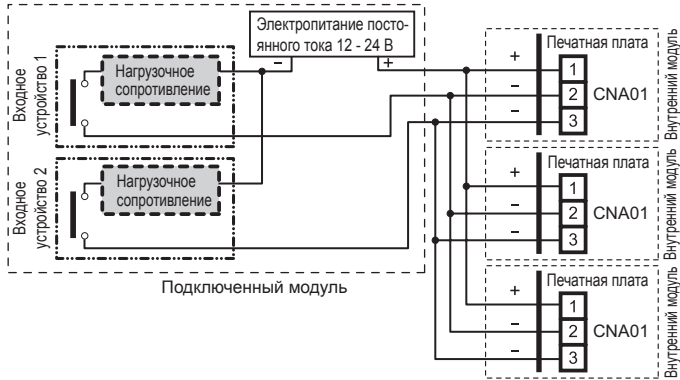 Электропитание посто-
янного тока 12 - 24 В
− +
Входное
устройство 1
Нагрузочное
сопротивление
Входное
устройство 2
Нагрузочное
сопротивление
Подключенный модуль
Печатная плата
+ 1
− 2 CNA01
− 3
Внутренний модуль
Печатная плата
+ 1
− 2 CNA01
− 3
Внутренний модуль
Печатная плата
+ 1
− 2 CNA01
− 3
Внутренний модуль